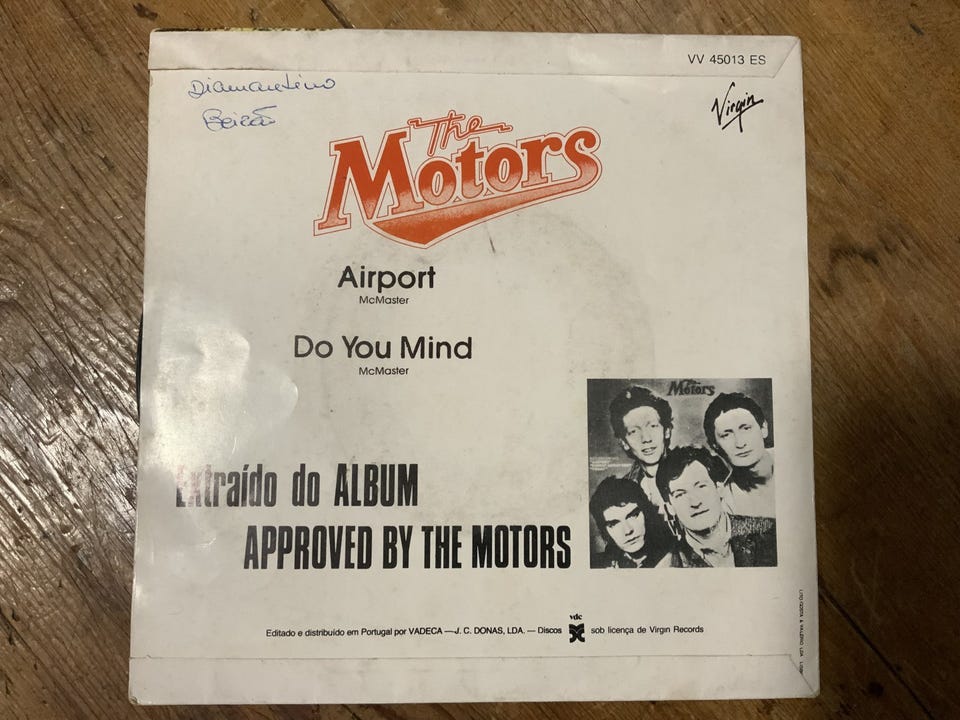 VV 45013 ES
Virgin
Diamantino
The
Motors
Airport
McMaster
Do You Mind
McMaster
The
Motors
Extraído do ALBUM
APPROVED BY THE MOTORS
vdc
Editado e distribuído em Portugal por VADECA — J. C. DONAS, LDA. — Discos sob licença de Virgin Records